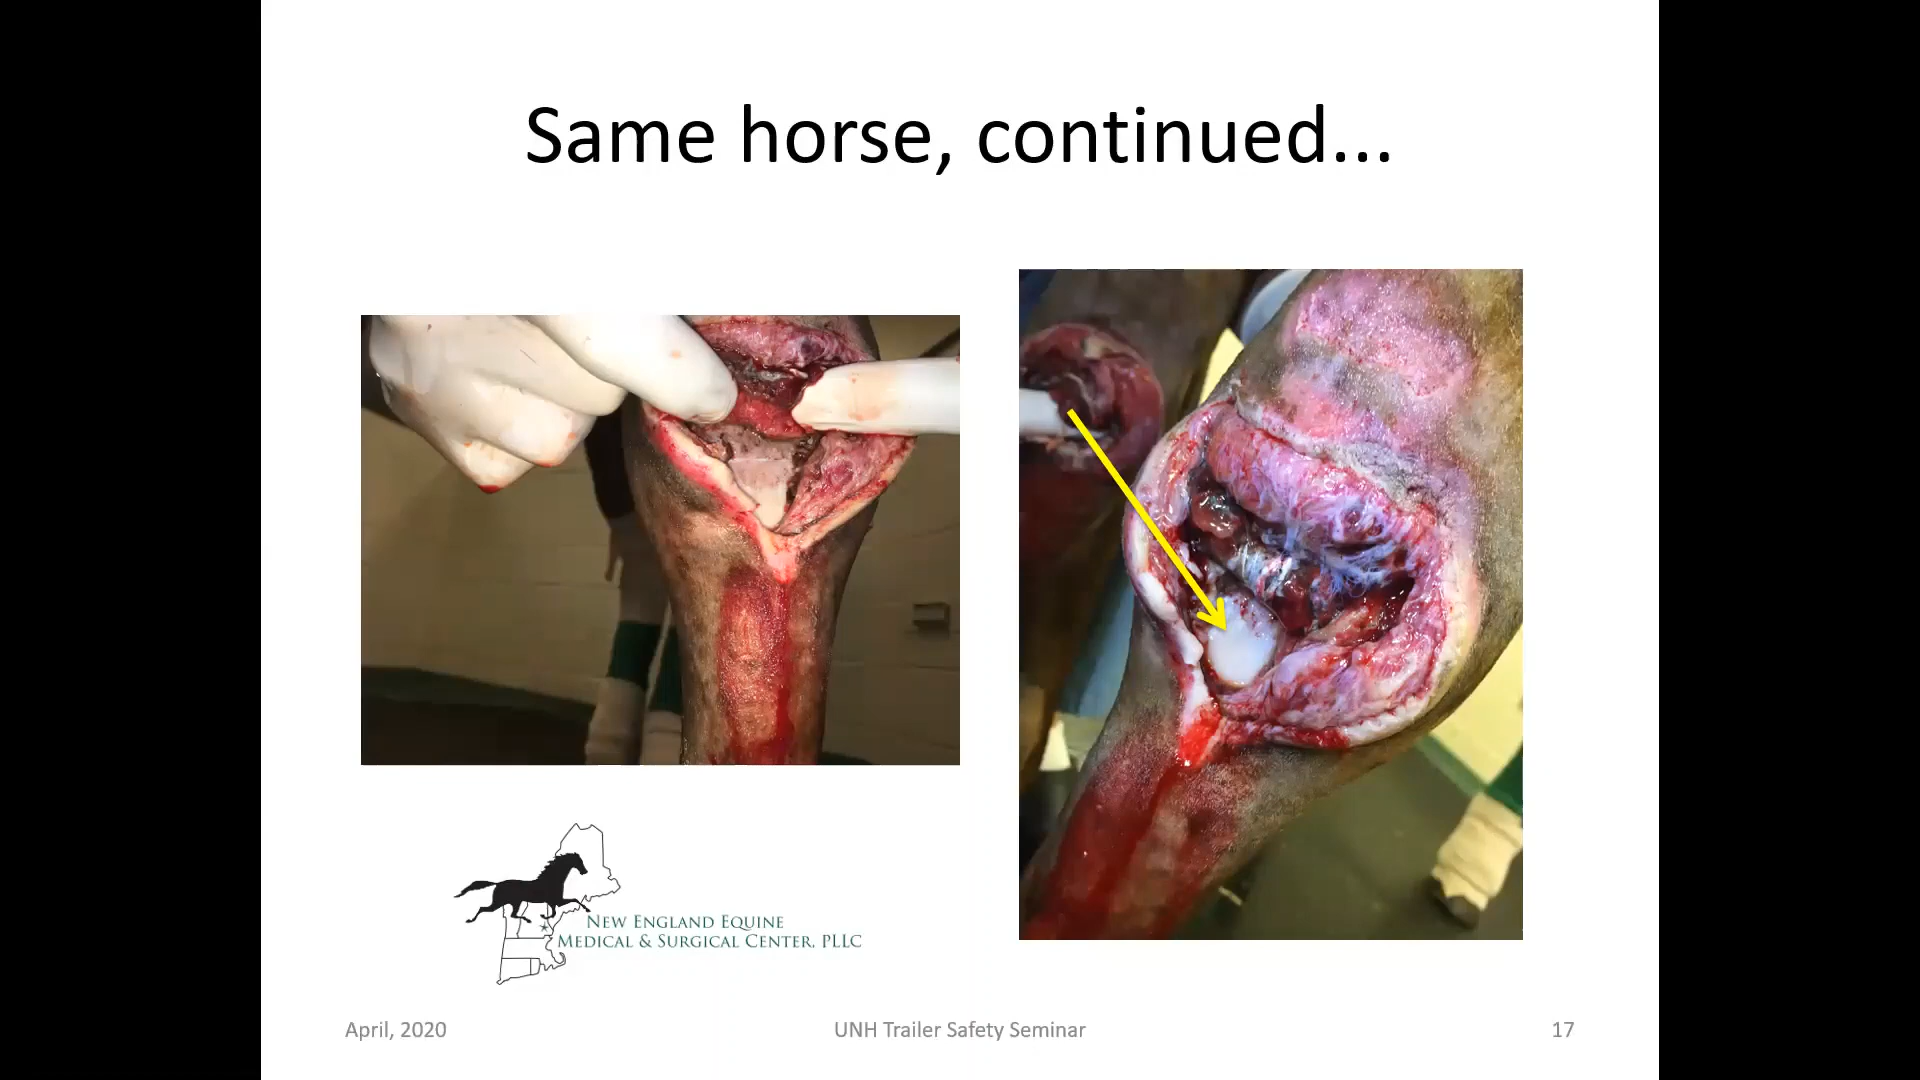 Same horse, continued...
New England Equine
Medical & Surgical Center, PLLC
April, 2020
UNH Trailer Safety Seminar
17